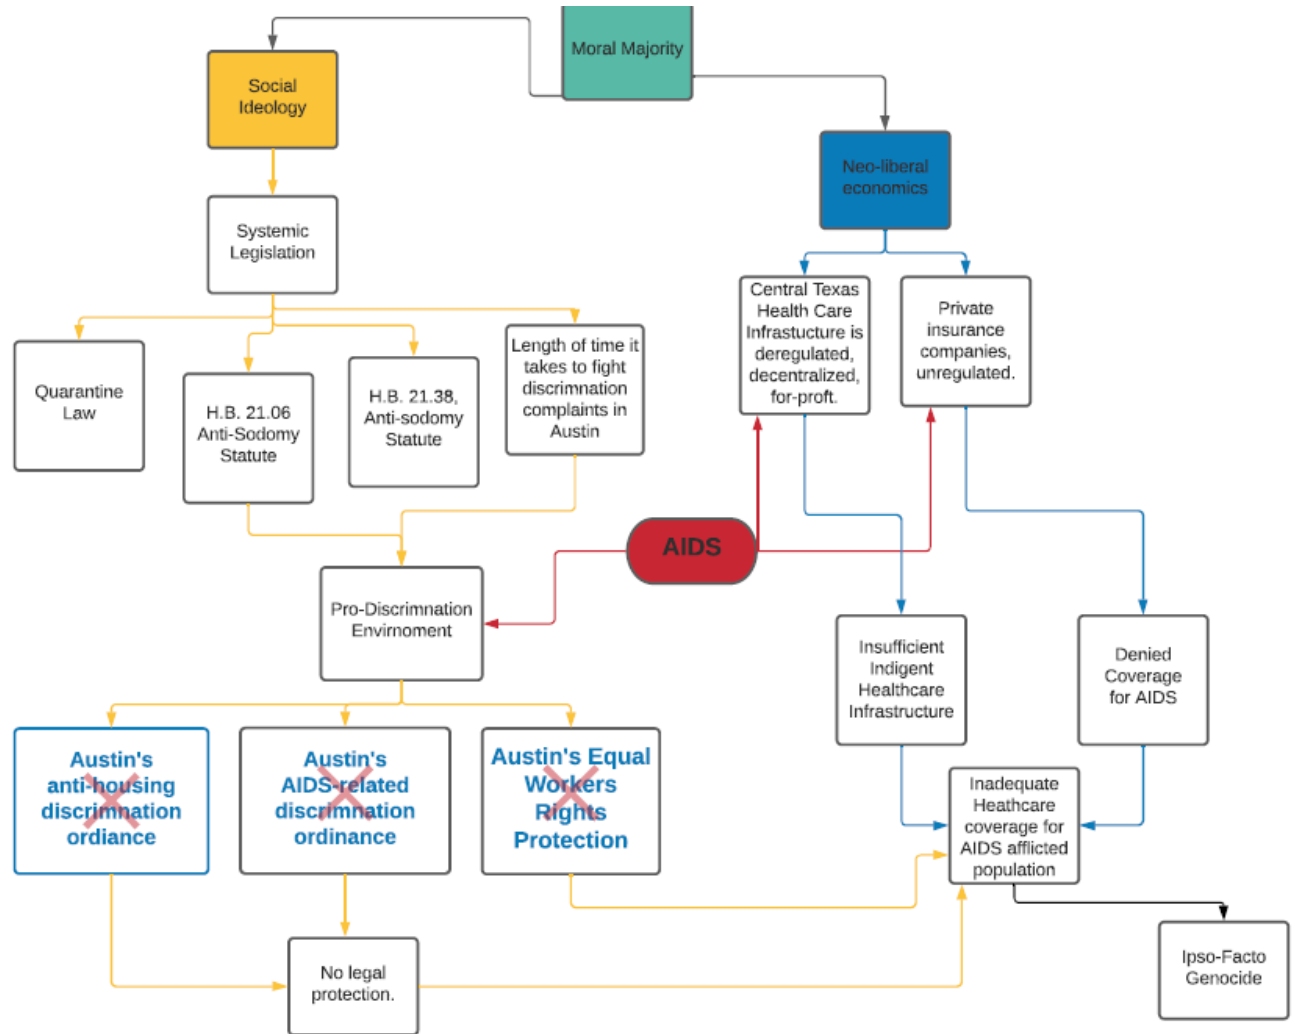 Moral Majority
Social
Ideology
Neo-liberal
economics
Systemic
Legislation
Central Texas
Health Care
Infrastucture is
deregulated,
decentralized,
for-proft.
Private
insurance
companies,
unregulated.
Quarantine
Law
H.B. 21.06
Anti-Sodomy
Statute
H.B. 21.38,
Anti-sodomy
Statute
Length of time it
takes to fight
discrimnation
complaints in
Austin
AIDS
Pro-Discrimnation
Envirnoment
Insufficient
Indigent
Healthcare
Infrastructure
Denied
Coverage
for AIDS
Austin's
anti-housing
discrimnation
ordiance
Austin's
AIDS-related
discrimnation
ordinance
Austin's Equal
Workers
Rights
Protection
Inadequate
Heathcare
coverage for
AIDS afflicted
population
No legal
protection.
Ipso-Facto
Genocide